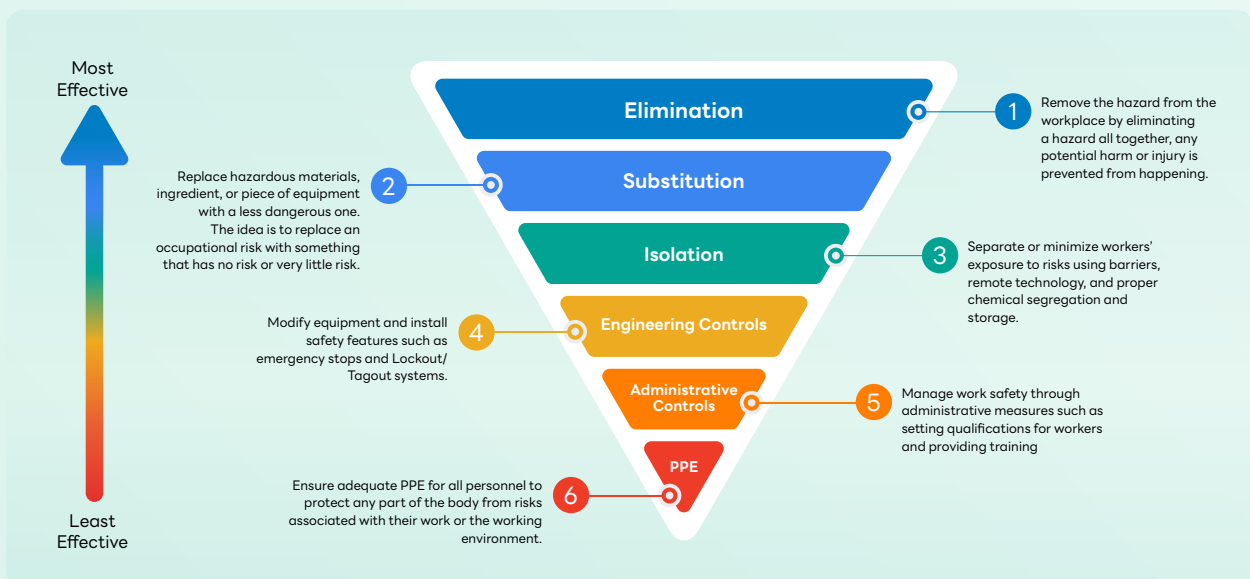 Most
Effective
Elimination
1
Remove the hazard from the
workplace by eliminating
a hazard all together, any
potential harm or injury is
prevented from happening.
Replace hazardous materials,
ingredient, or piece of equipment
with a less dangerous one.
The idea is to replace an
occupational risk with something
that has no risk or very little risk.
2
Substitution
Isolation
3
Separate or minimize workers'
exposure to risks using barriers,
remote technology, and proper
chemical segregation and
storage.
Modify equipment and install
safety features such as
emergency stops and Lockout/
Tagout systems.
4
Engineering Controls
Administrative
Controls
5
Manage work safety through
administrative measures such as
setting qualifications for workers
and providing training
Ensure adequate PPE for all personnel to
protect any part of the body from risks
associated with their work or the working
environment.
6
PPE
Least
Effective